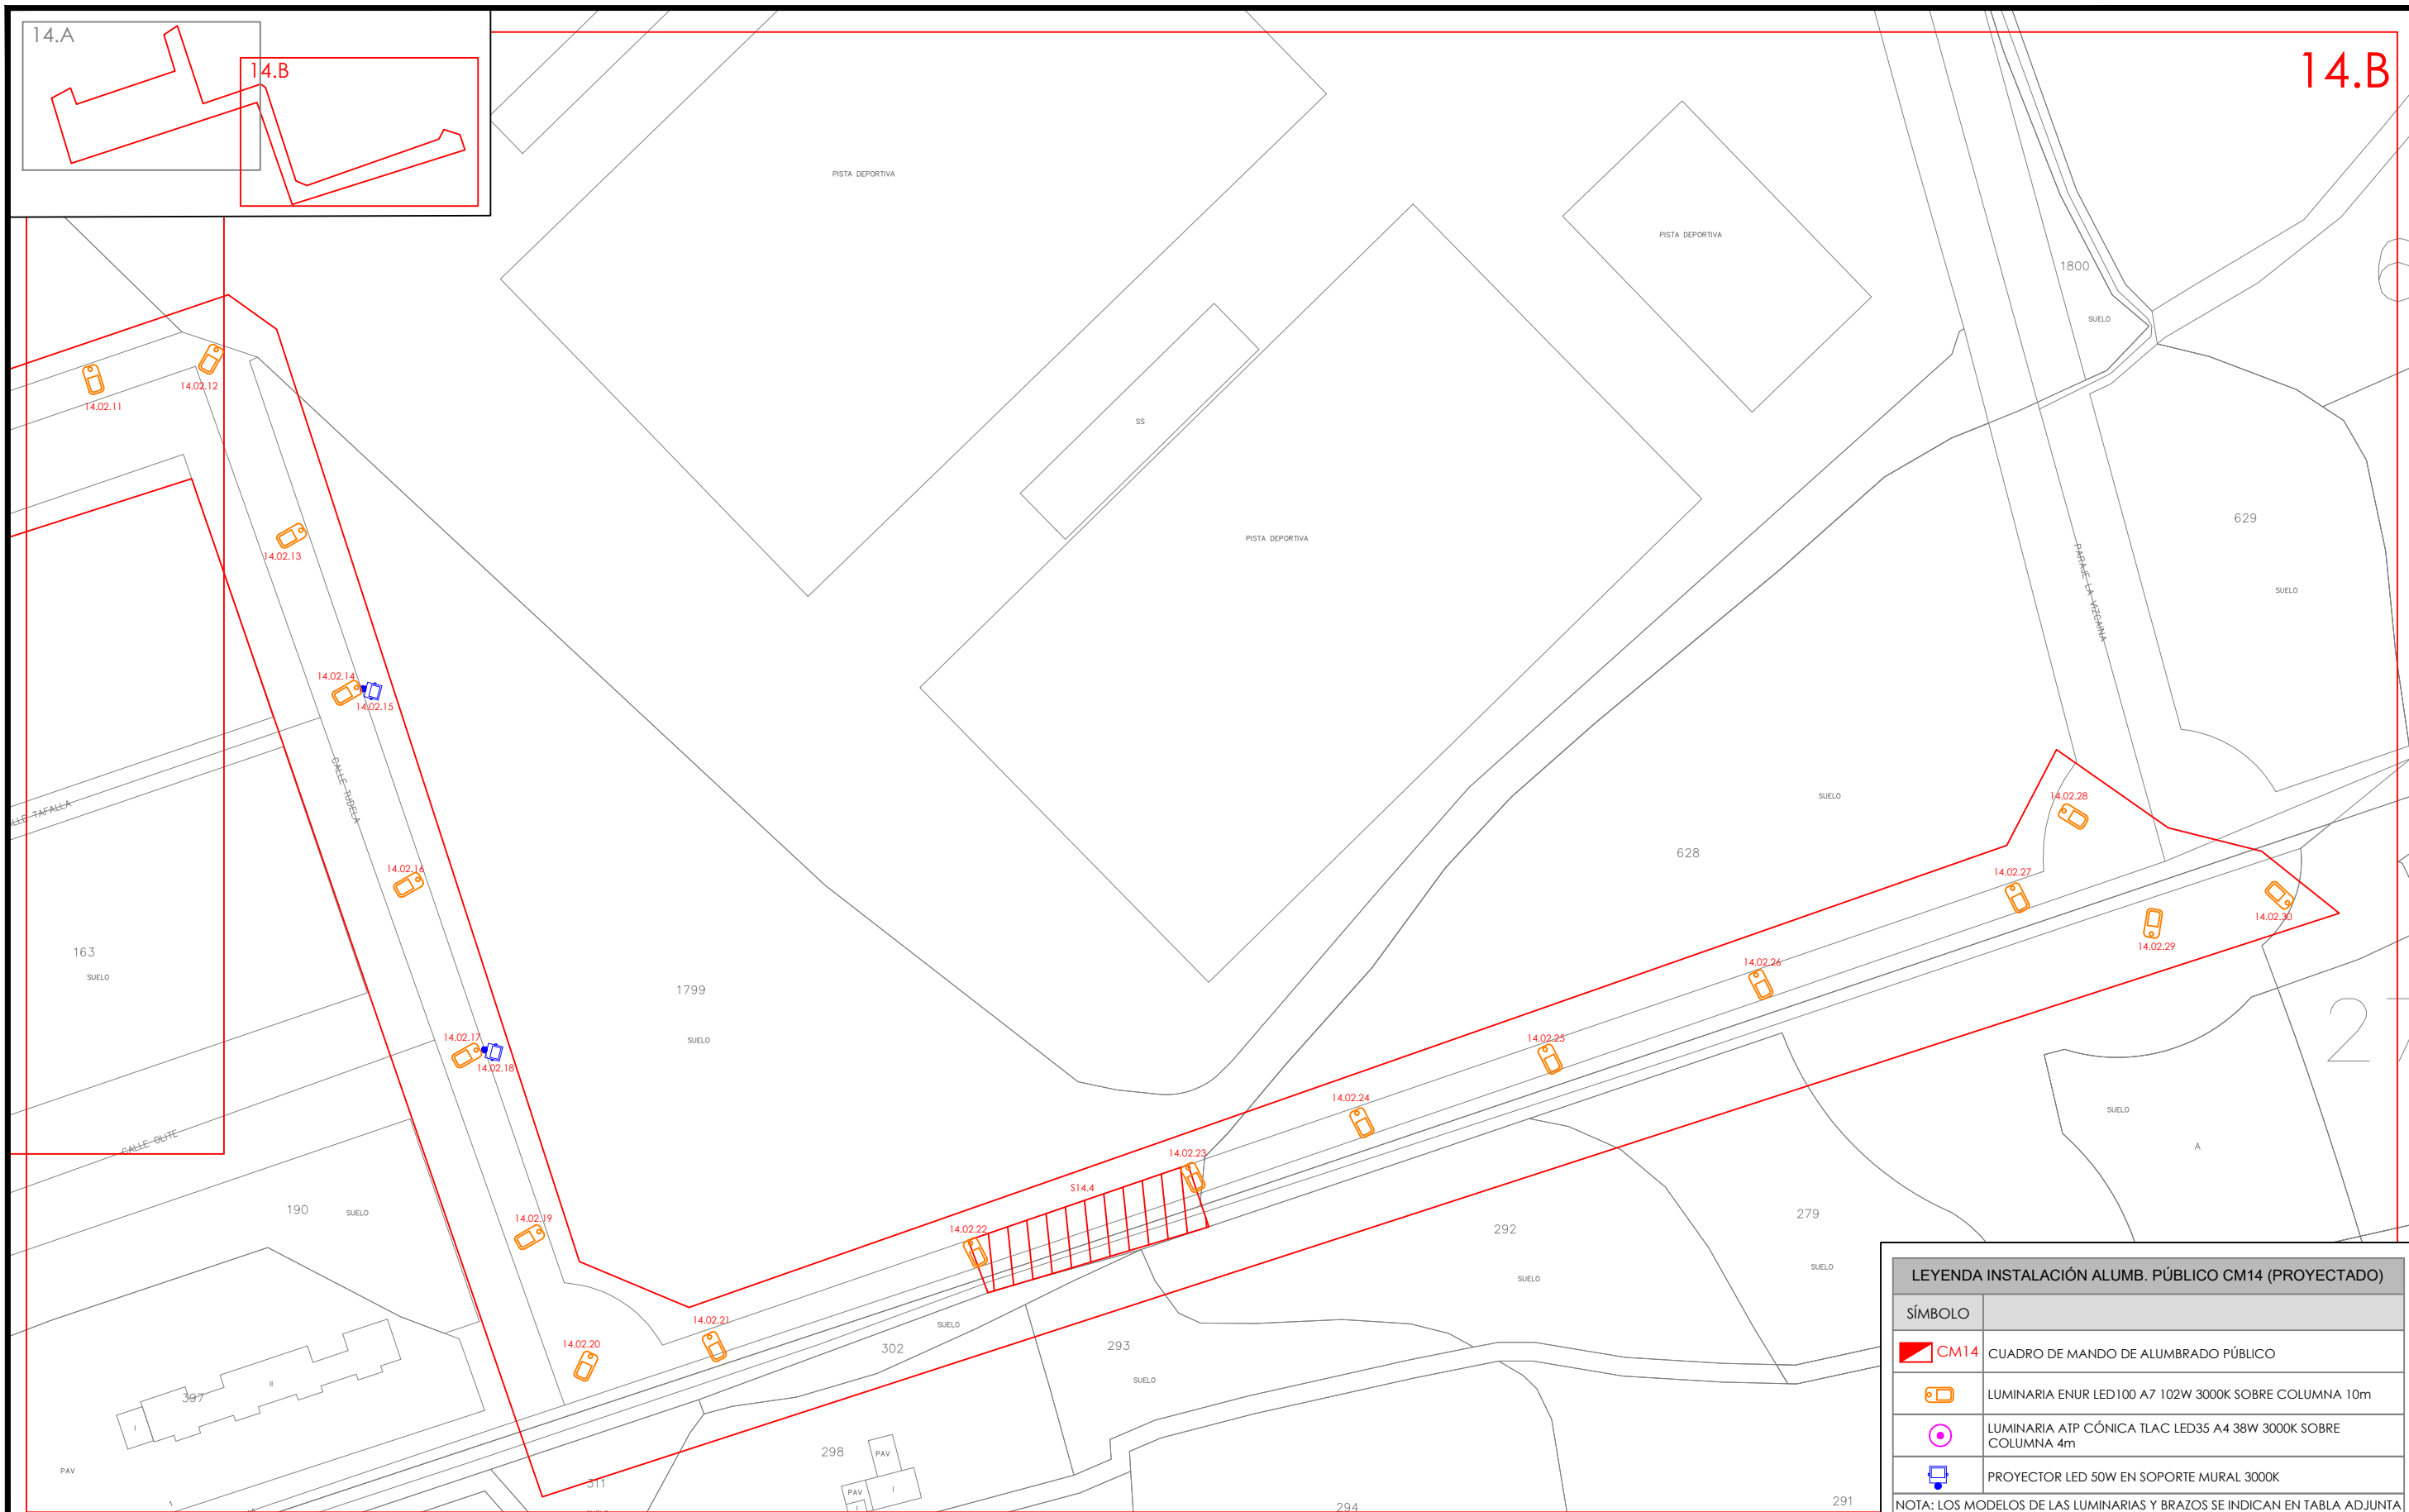 14.A
14.B
14.B
PISTA DEPORTIVA
PISTA DEPORTIVA
1800
SUELO
14.02.12
14.02.11
SS
629
PISTA DEPORTIVA
14.02.13
SUELO
PARAJE LA VIZCAINA
14.02.14
14.02.15
CALLE TUDELA
TAFALLA
SUELO
14.02.28
628
14.02.16
14.02.27
14.02.30
14.02.29
163
SUELO
14.02.26
1799
SUELO
14.02.17
14.02.18
14.02.25
14.02.24
SUELO
A
CALLE OLITE
14.02.23
S14.4
190
SUELO
14.02.19
14.02.22
292
SUELO
279
SUELO
14.02.21
14.02.20
SUELO
302
293
SUELO
397
II
I
298
PAV
PAV
I
I
PAV
1
311
294
291
2
LEYENDA INSTALACIÓN ALUMB. PÚBLICO CM14 (PROYECTADO)
SÍMBOLO
CM14 CUADRO DE MANDO DE ALUMBRADO PÚBLICO
LUMINARIA ENUR LED100 A7 102W 3000K SOBRE COLUMNA 10m
LUMINARIA ATP CÓNICA TLAC LED35 A4 38W 3000K SOBRE
COLUMNA 4m
PROYECTOR LED 50W EN SOPORTE MURAL 3000K
NOTA: LOS MODELOS DE LAS LUMINARIAS Y BRAZOS SE INDICAN EN TABLA ADJUNTA